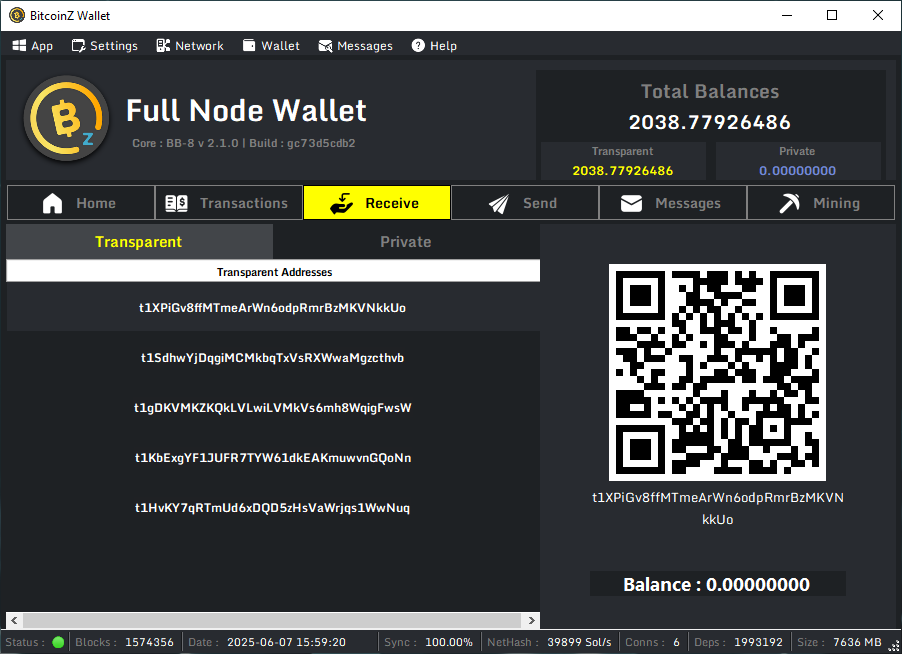 BitcoinZ Wallet
App Settings Network Wallet Messages Help
Full Node Wallet
Core : BB-8 v 2.1.0 | Build : gc73d5cdb2
Total Balances
2038.77926486
Transparent Private
2038.77926486 0.00000000
Home Transactions Receive Send Messages Mining
Transparent Private
Transparent Addresses
t1XPiGv8ffMTmeArWn6odpRmrBzMKVNkkUo
t1SdhwYjDqgiMCMkbqTxVsRXWwaMgzcthvb
t1gDKVMKZKQkLVLwiLVMkVs6mh8WqigFwsW
t1KbExgYF1JUFR7TYW61dkEAKmuwvnGQoNn
t1HvKY7qRTmUd6xDQD5zHsVaWrjqs1WwNuq
t1XPiGv8ffMTmeArWn6odpRmrBzMKVN
kkUo
Balance : 0.00000000
Status : Blocks : 1574356 Date : 2025-06-07 15:59:20 Sync : 100.00% NetHash : 39899 Sol/s Conns : 6 Deps : 1993192 Size : 7636 MB